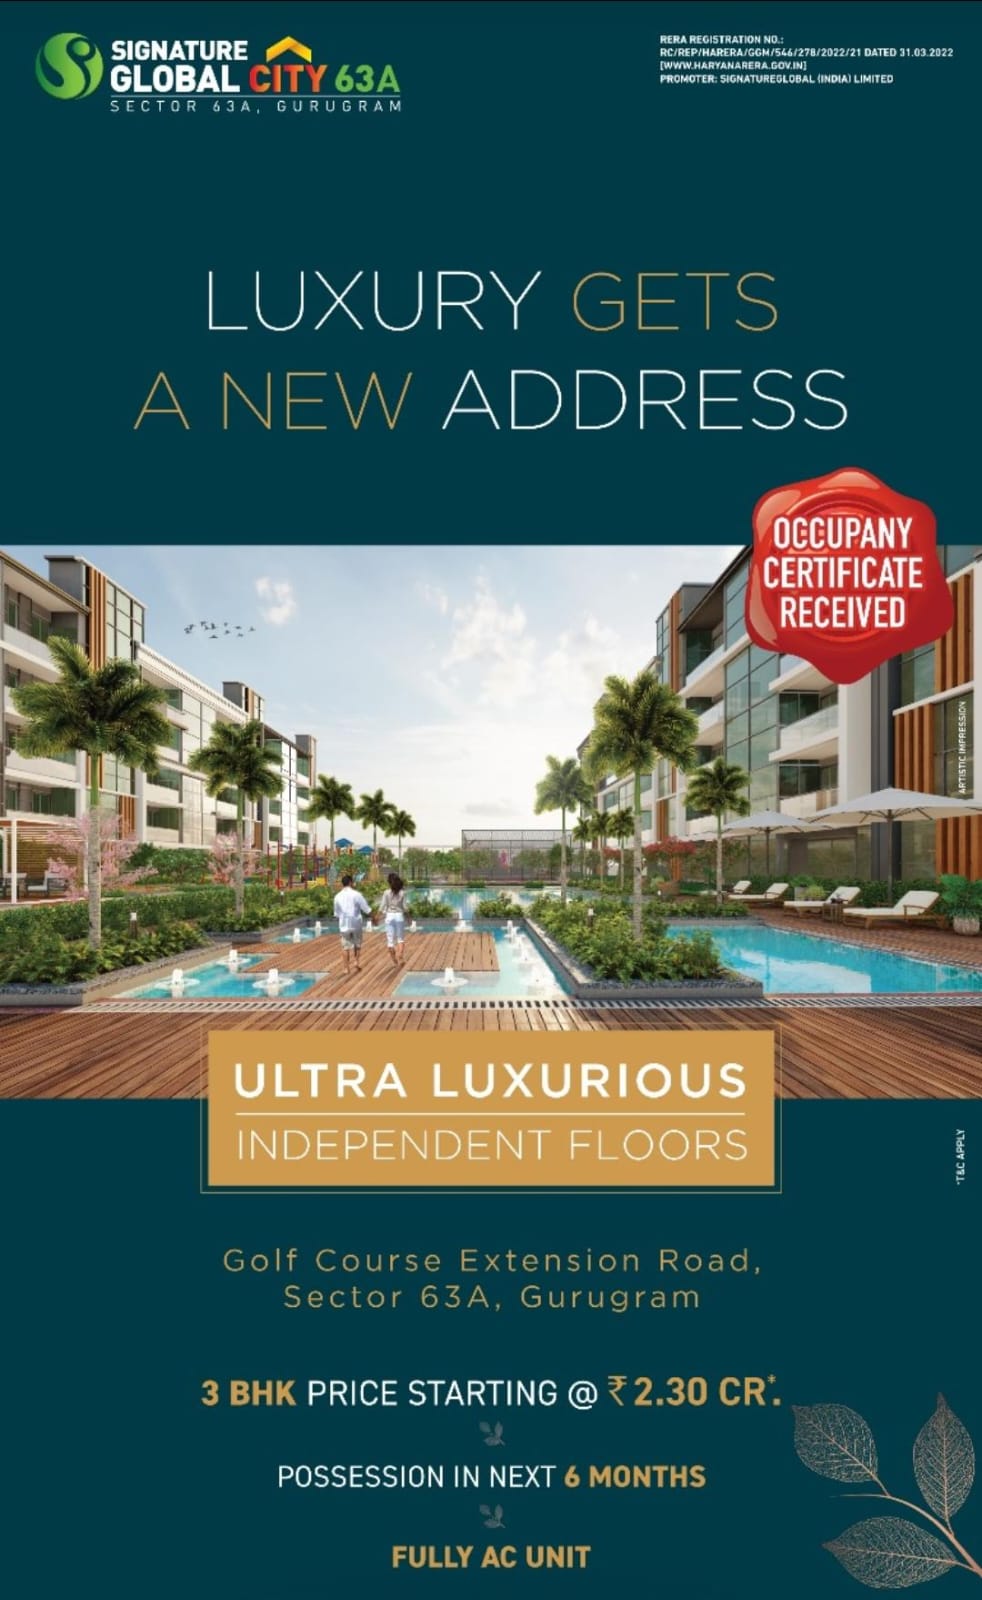 SIGNATURE
GLOBAL CITY 63A
SECTOR 63A, GURUGRAM
RERA REGISTRATION NO.:
RC/REP/HARERA/GGM/546/278/2022/21 DATED 31.03.2022
[WWW.HARYANARERA.GOV.IN]
PROMOTER: SIGNATUREGLOBAL (INDIA) LIMITED
LUXURY GETS
A NEW ADDRESS
OCCUPANY
CERTIFICATE
RECEIVED
ARTISTIC IMPRESSION
ULTRA LUXURIOUS
INDEPENDENT FLOORS
*T&C APPLY
Golf Course Extension Road,
Sector 63A, Gurugram
3 BHK PRICE STARTING @ ₹2.30 CR*.
POSSESSION IN NEXT 6 MONTHS
FULLY AC UNIT